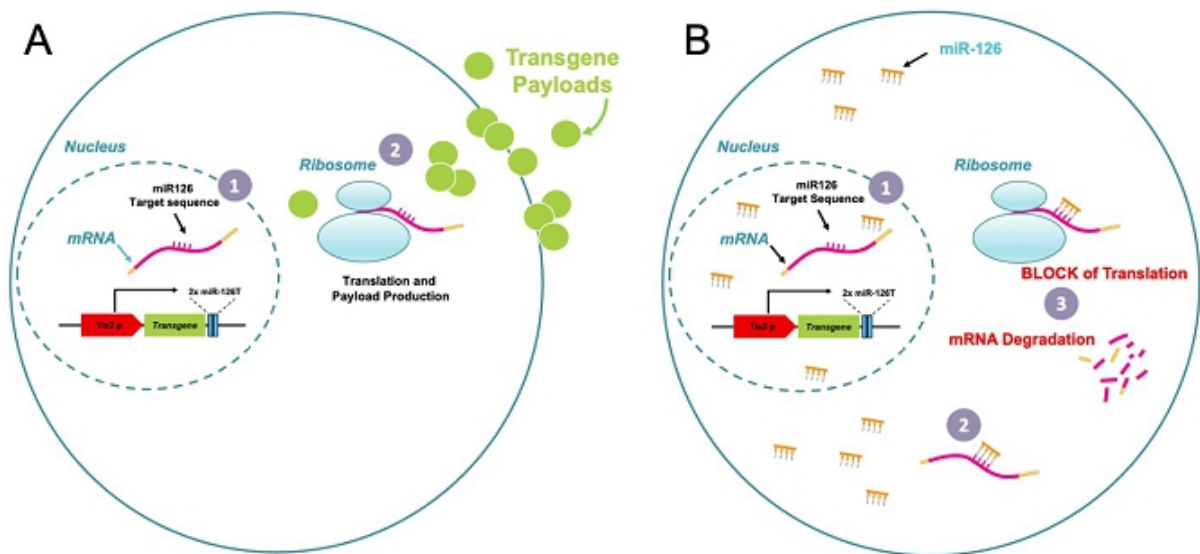 A
Transgene
Payloads
Nucleus
1
miR126
Target sequence
mRNA
2x miR-126T
Tie2 p
Transgene
2
Ribosome
Translation and
Payload Production
B
miR-126
Nucleus
1
miR126
Target Sequence
mRNA
2x miR-126T
Tie2 p
Transgene
Ribosome
BLOCK of Translation
3
mRNA Degradation
2